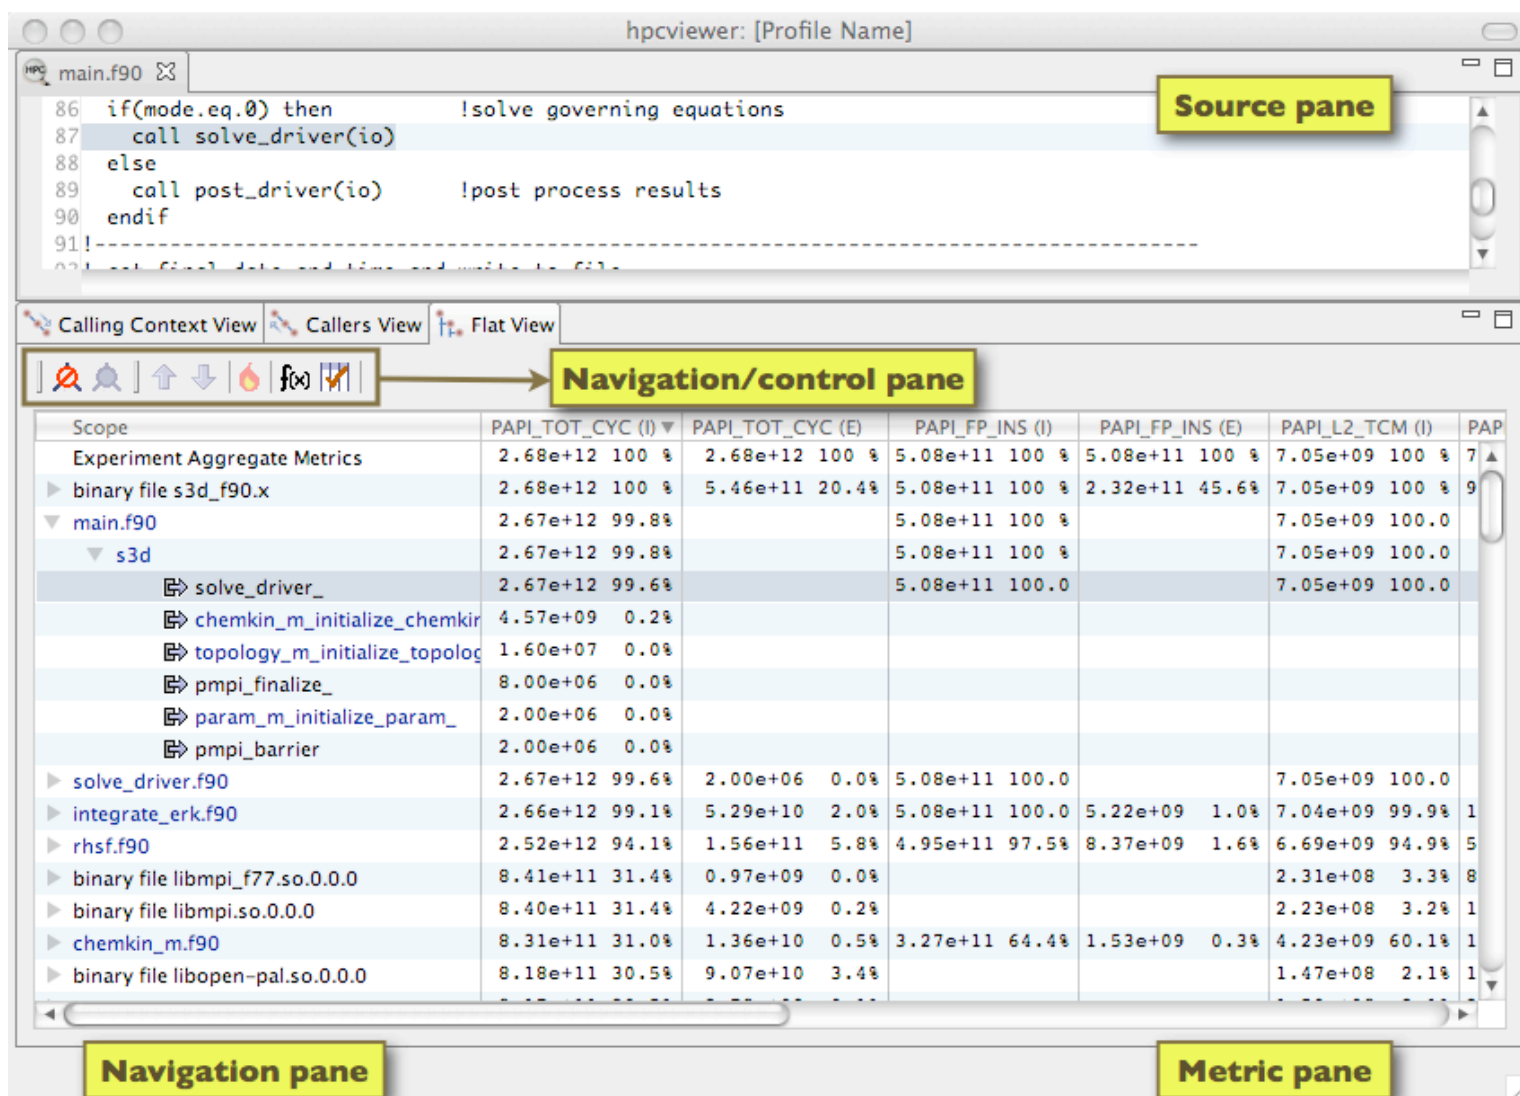 hpcviewer: [Profile Name]
main.f90
Source pane
86 if(mode.eq.0) then !solve governing equations
87 call solve_driver(io)
88 else
89 call post_driver(io) !post process results
90 endif
91 !----------------------------------------------------------------------------------------
Calling Context View Callers View Flat View
f(x)
Navigation/control pane
Scope PAPI_TOT_CYC (I) PAPI_TOT_CYC (E) PAPI_FP_INS (I) PAPI_FP_INS (E) PAPI_L2_TCM (I) PAP
Experiment Aggregate Metrics 2.68e+12 100 % 2.68e+12 100 % 5.08e+11 100 % 5.08e+11 100 % 7.05e+09 100 % 7
binary file s3d_f90.x 2.68e+12 100 % 5.46e+11 20.4% 5.08e+11 100 % 2.32e+11 45.6% 7.05e+09 100 % 9
main.f90 2.67e+12 99.8% 5.08e+11 100 % 7.05e+09 100.0
s3d 2.67e+12 99.8% 5.08e+11 100 % 7.05e+09 100.0
solve_driver_ 2.67e+12 99.6% 5.08e+11 100.0 7.05e+09 100.0
chemkin_m_initialize_chemkin 4.57e+09 0.2%
topology_m_initialize_topolog 1.60e+07 0.0%
pmpi_finalize_ 8.00e+06 0.0%
param_m_initialize_param_ 2.00e+06 0.0%
pmpi_barrier 2.00e+06 0.0%
solve_driver.f90 2.67e+12 99.6% 2.00e+06 0.0% 5.08e+11 100.0 7.05e+09 100.0
integrate_erk.f90 2.66e+12 99.1% 5.29e+10 2.0% 5.08e+11 100.0 5.22e+09 1.0% 7.04e+09 99.9% 1
rhsf.f90 2.52e+12 94.1% 1.56e+11 5.8% 4.95e+11 97.5% 8.37e+09 1.6% 6.69e+09 94.9% 5
binary file libmpi_f77.so.0.0.0 8.41e+11 31.4% 0.97e+09 0.0% 2.31e+08 3.3% 8
binary file libmpi.so.0.0.0 8.40e+11 31.4% 4.22e+09 0.2% 2.23e+08 3.2% 1
chemkin_m.f90 8.31e+11 31.0% 1.36e+10 0.5% 3.27e+11 64.4% 1.53e+09 0.3% 4.23e+09 60.1% 1
binary file libopen-pal.so.0.0.0 8.18e+11 30.5% 9.07e+10 3.4% 1.47e+08 2.1% 1
Navigation pane
Metric pane